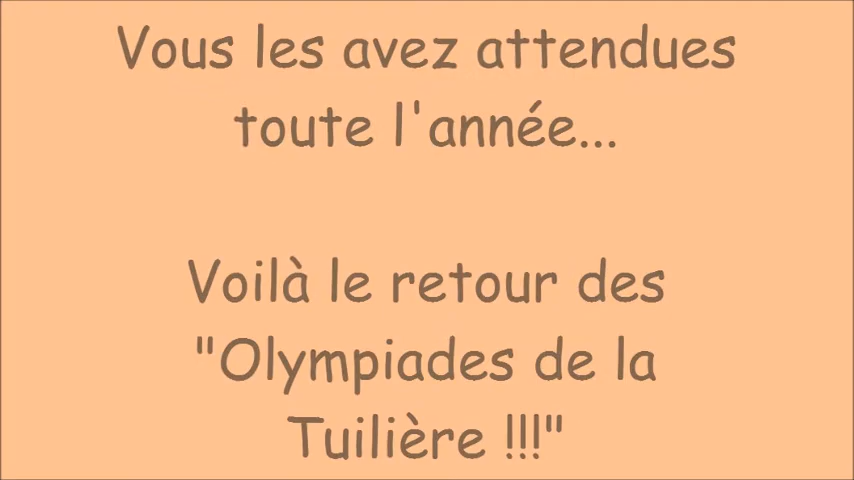 Vous les avez attendues
toute l'année...
Voilà le retour des
"Olympiades de la
Tuilière !!!"